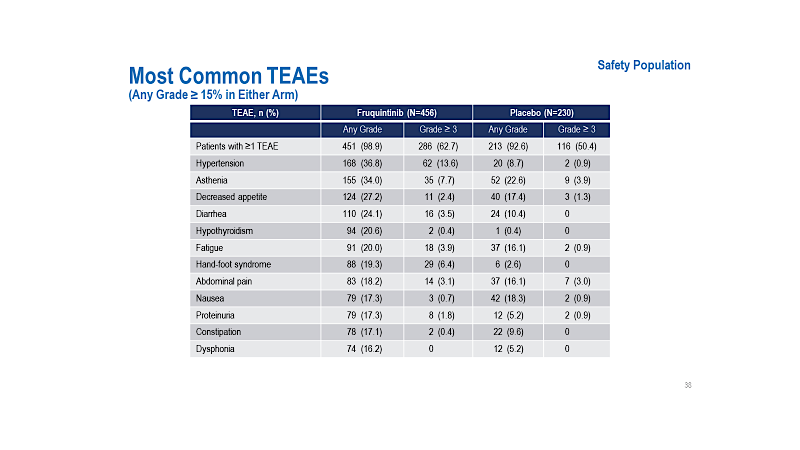 Safety Population
Most Common TEAEs
(Any Grade ≥ 15% in Either Arm)
TEAE, n (%) Fruquintinib (N=456) Placebo (N=230)
Any Grade Grade ≥ 3 Any Grade Grade ≥ 3
Patients with ≥1 TEAE 451 (98.9) 286 (62.7) 213 (92.6) 116 (50.4)
Hypertension 168 (36.8) 62 (13.6) 20 (8.7) 2 (0.9)
Asthenia 155 (34.0) 35 (7.7) 52 (22.6) 9 (3.9)
Decreased appetite 124 (27.2) 11 (2.4) 40 (17.4) 3 (1.3)
Diarrhea 110 (24.1) 16 (3.5) 24 (10.4) 0
Hypothyroidism 94 (20.6) 2 (0.4) 1 (0.4) 0
Fatigue 91 (20.0) 18 (3.9) 37 (16.1) 2 (0.9)
Hand-foot syndrome 88 (19.3) 29 (6.4) 6 (2.6) 0
Abdominal pain 83 (18.2) 14 (3.1) 37 (16.1) 7 (3.0)
Nausea 79 (17.3) 3 (0.7) 42 (18.3) 2 (0.9)
Proteinuria 79 (17.3) 8 (1.8) 12 (5.2) 2 (0.9)
Constipation 78 (17.1) 2 (0.4) 22 (9.6) 0
Dysphonia 74 (16.2) 0 12 (5.2) 0
38